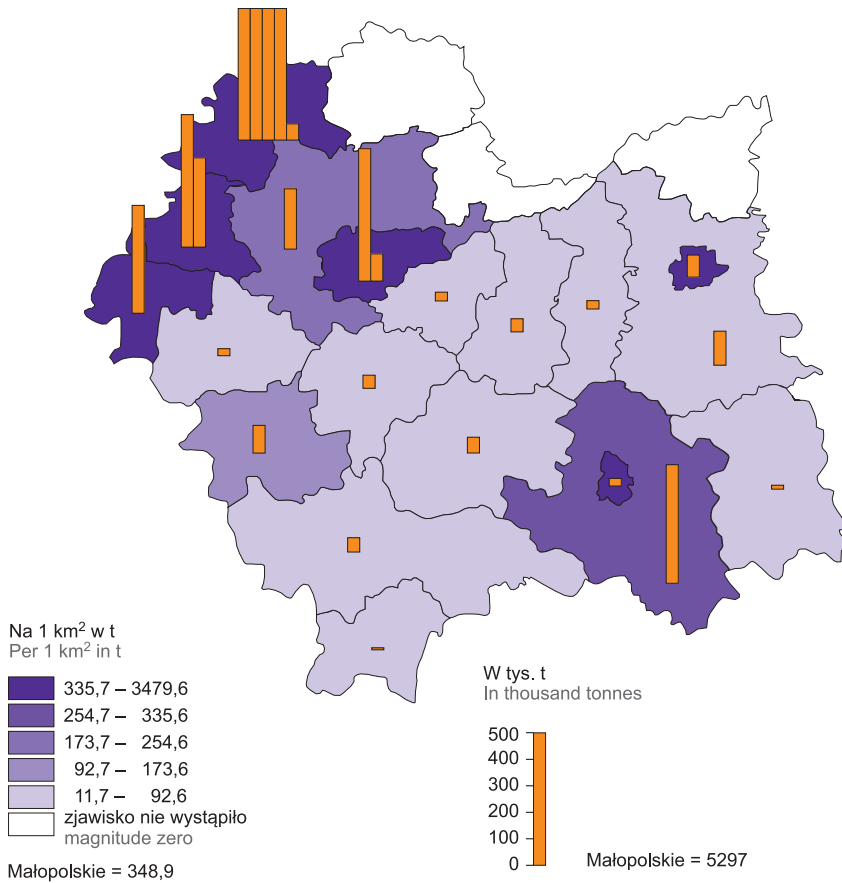 Na 1 km² w t
Per 1 km² in t
335,7 – 3479,6
254,7 – 335,6
173,7 – 254,6
92,7 – 173,6
11,7 – 92,6
zjawisko nie wystąpiło
magnitude zero
Małopolskie = 348,9
W tys. t
In thousand tonnes
500
400
300
200
100
0
Małopolskie = 5297